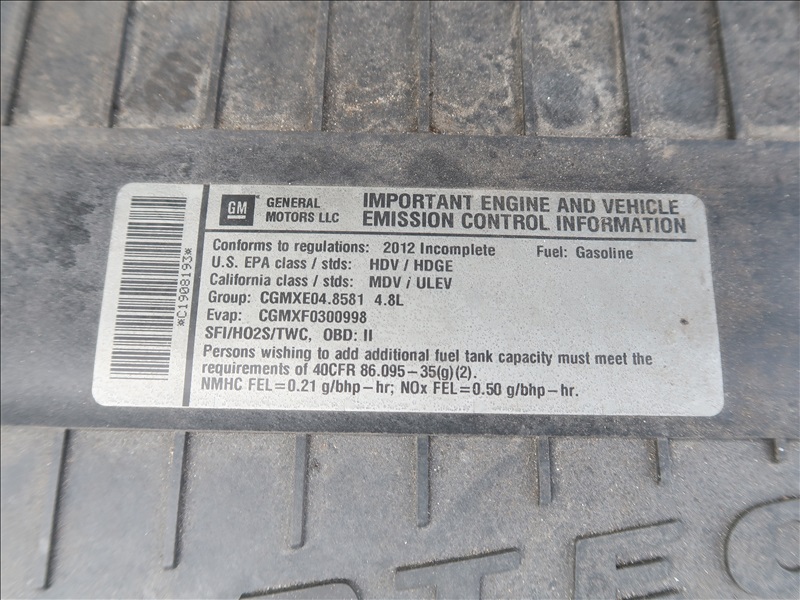 *C1908193*
GM
GENERAL
MOTORS LLC
IMPORTANT ENGINE AND VEHICLE
EMISSION CONTROL INFORMATION
Conforms to regulations: 2012 Incomplete Fuel: Gasoline
U.S. EPA class / stds: HDV / HDGE
California class / stds: MDV i ULEV
Group: CGMXE04.8581 4.8L
Evap: CGMXF0300998
SFI/HO2S/TWC, OBD: II
Persons wishing to add additional fuel tank capacity must meet the
requirements of 40CFR 86.095-35(g)(2).
NMHC FEL=0.21 g/bhp-hr; NOx FEL=0.50 g/bhp-hr.